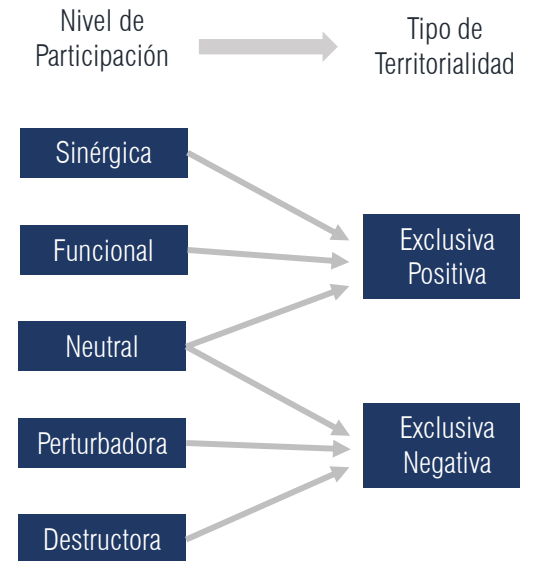 Nivel de
Participación
Tipo de
Territorialidad
Sinérgica
Funcional
Neutral
Perturbadora
Destructora
Exclusiva
Positiva
Exclusiva
Negativa